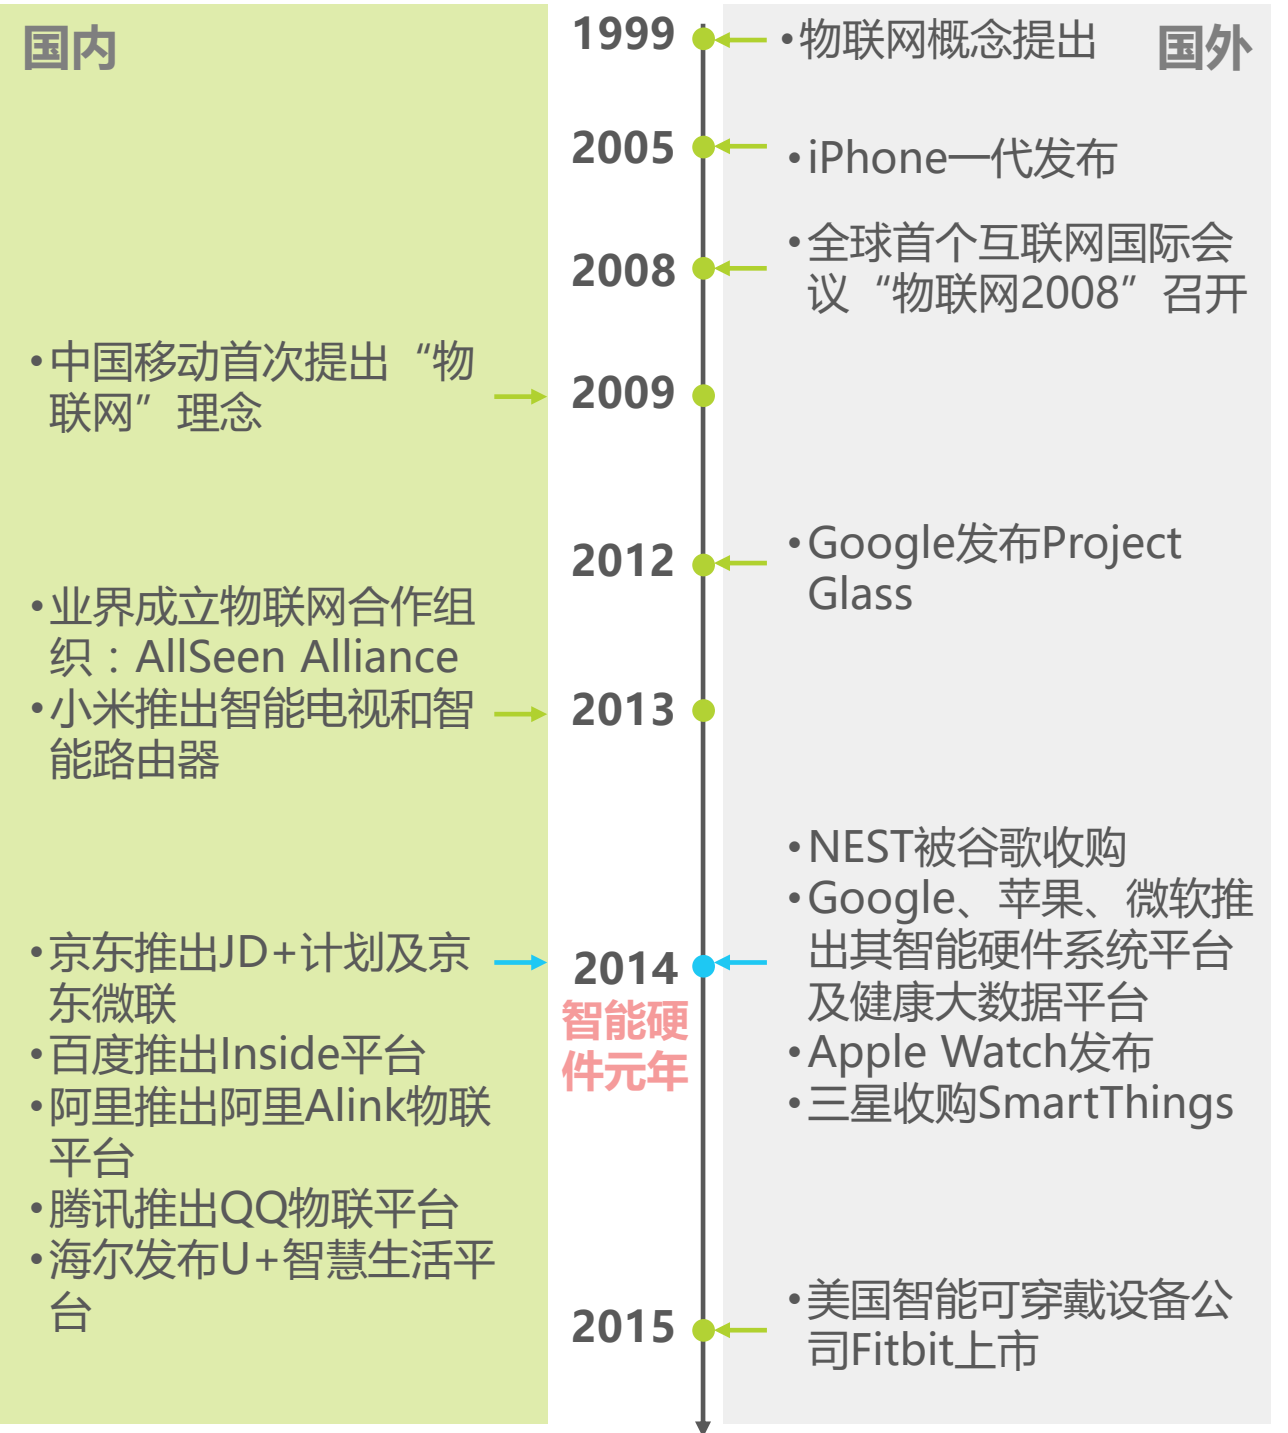 国内
国外
1999
•物联网概念提出
2005
•iPhone一代发布
2008
•全球首个互联网国际会
议“物联网2008”召开
•中国移动首次提出“物
联网”理念
2009
2012
•Google发布Project
Glass
•业界成立物联网合作组
织：AllSeen Alliance
•小米推出智能电视和智
能路由器
2013
•京东推出JD+计划及京
东微联
•百度推出Inside平台
•阿里推出阿里Alink物联
平台
•腾讯推出QQ物联平台
•海尔发布U+智慧生活平
台
2014
智能硬
件元年
•NEST被谷歌收购
•Google、苹果、微软推
出其智能硬件系统平台
及健康大数据平台
•Apple Watch发布
•三星收购SmartThings
2015
•美国智能可穿戴设备公
司Fitbit上市